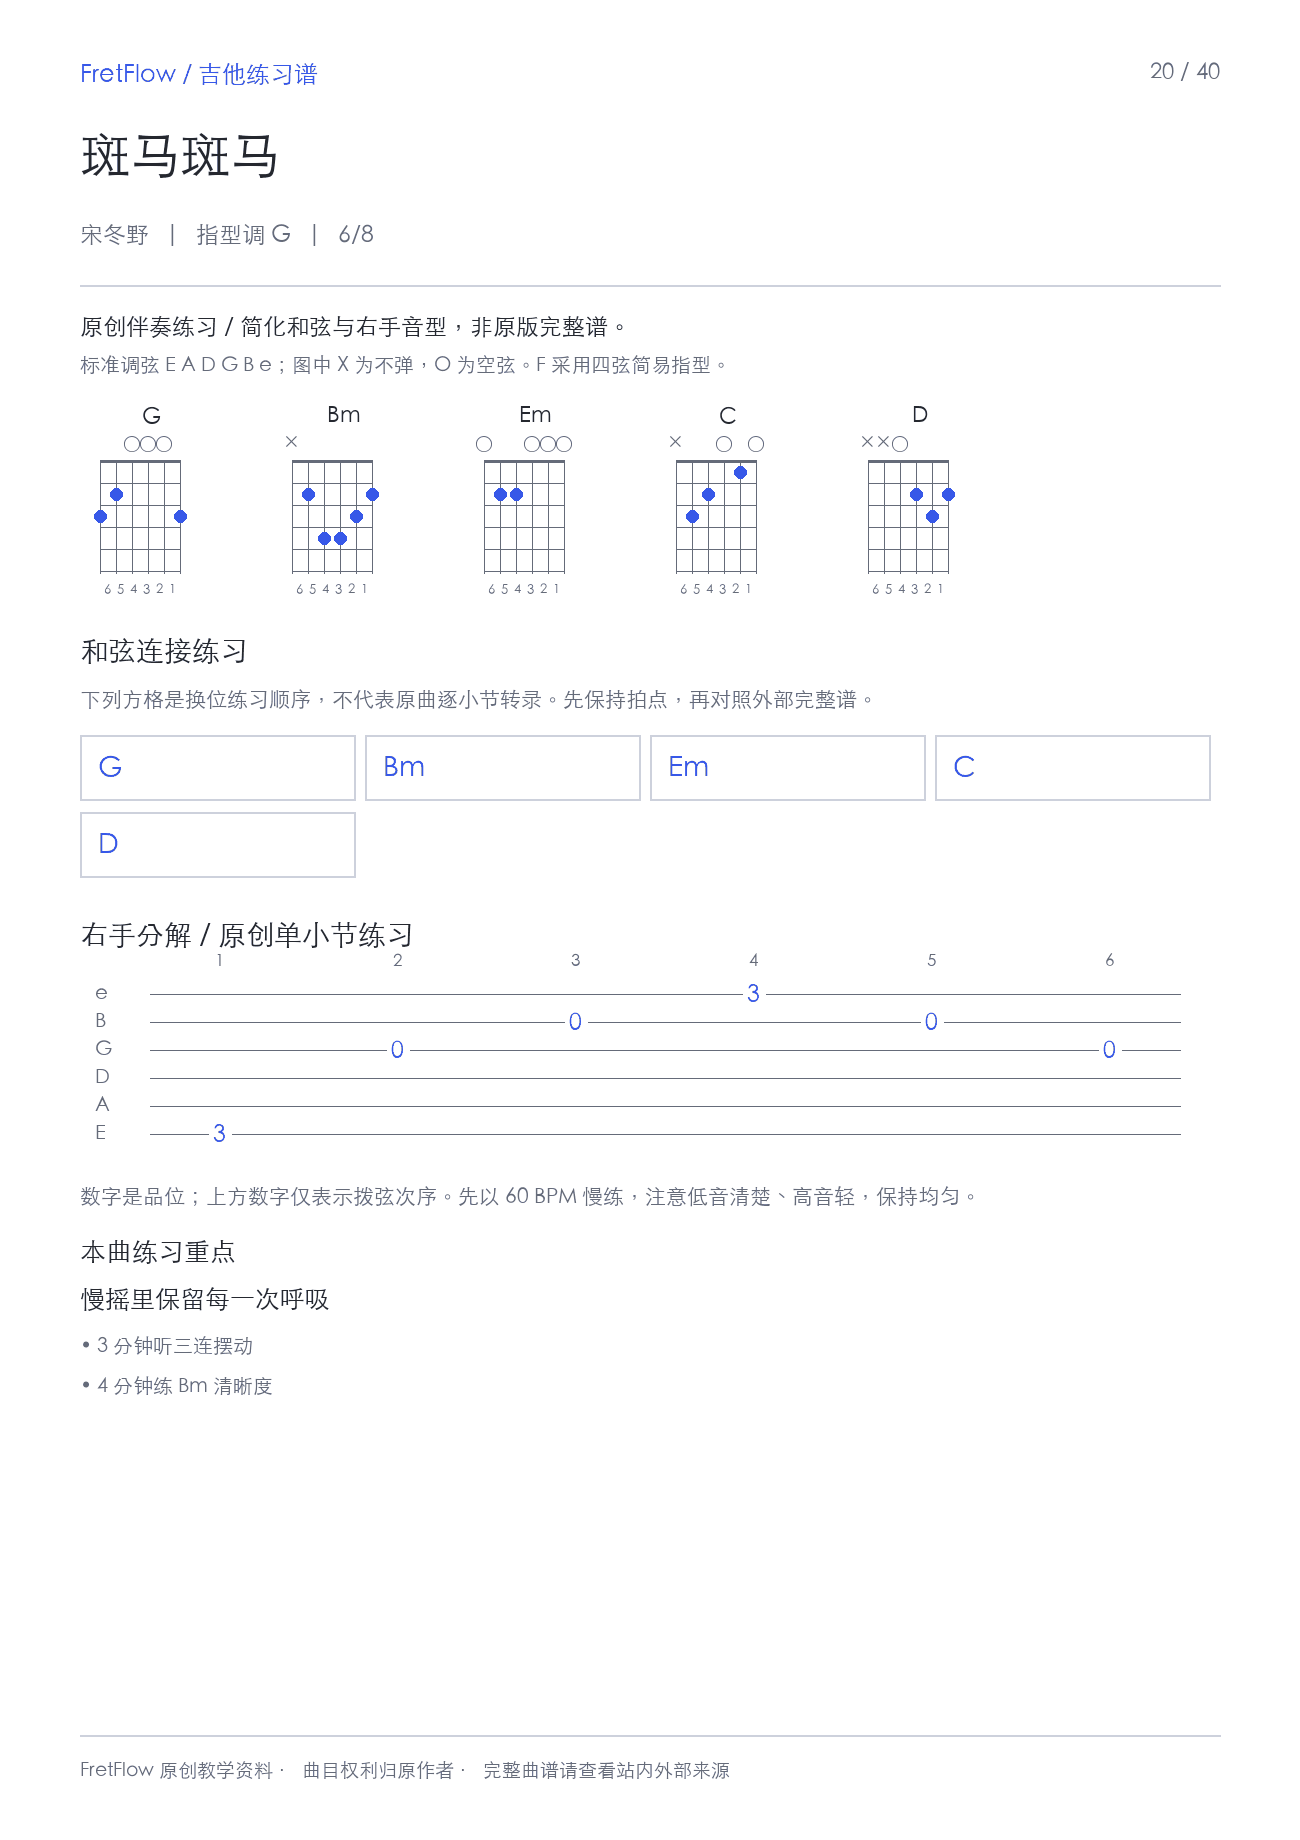 FretFlow / 吉他练习谱
20 / 40
斑马斑马
宋冬野 | 指型调 G | 6/8
原创伴奏练习 / 简化和弦与右手音型，非原版完整谱。
标准调弦 E A D G B e；图中 X 为不弹，O 为空弦。F 采用四弦简易指型。
G Bm Em C D
× × × ××
6 5 4 3 2 1 6 5 4 3 2 1 6 5 4 3 2 1 6 5 4 3 2 1 6 5 4 3 2 1
和弦连接练习
下列方格是换位练习顺序，不代表原曲逐小节转录。先保持拍点，再对照外部完整谱。
G Bm Em C
D
右手分解 / 原创单小节练习
1 2 3 4 5 6
e 3
B 0 0
G 0 0
D
A
E 3
数字是品位；上方数字仅表示拨弦次序。先以 60 BPM 慢练，注意低音清楚、高音轻，保持均匀。
本曲练习重点
慢摇里保留每一次呼吸
• 3 分钟听三连摆动
• 4 分钟练 Bm 清晰度
FretFlow 原创教学资料 · 曲目权利归原作者 · 完整曲谱请查看站内外部来源